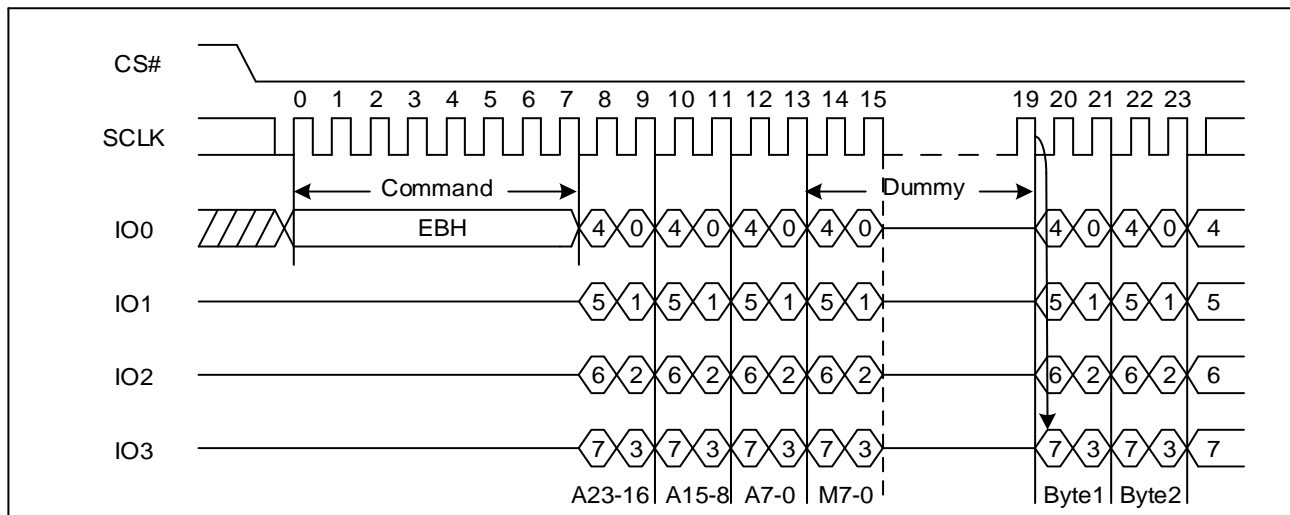 CS#
0 1 2 3 4 5 6 7 8 9 10 11 12 13 14 15 19 20 21 22 23
SCLK
Command Dummy
IO0 EBH 4 0 4 0 4 0 4 0 4 0 4 0 4
IO1 5 1 5 1 5 1 5 1 5 1 5 1 5
IO2 6 2 6 2 6 2 6 2 6 2 6 2 6
IO3 7 3 7 3 7 3 7 3 7 3 7 3 7
A23-16 A15-8 A7-0 M7-0 Byte1 Byte2